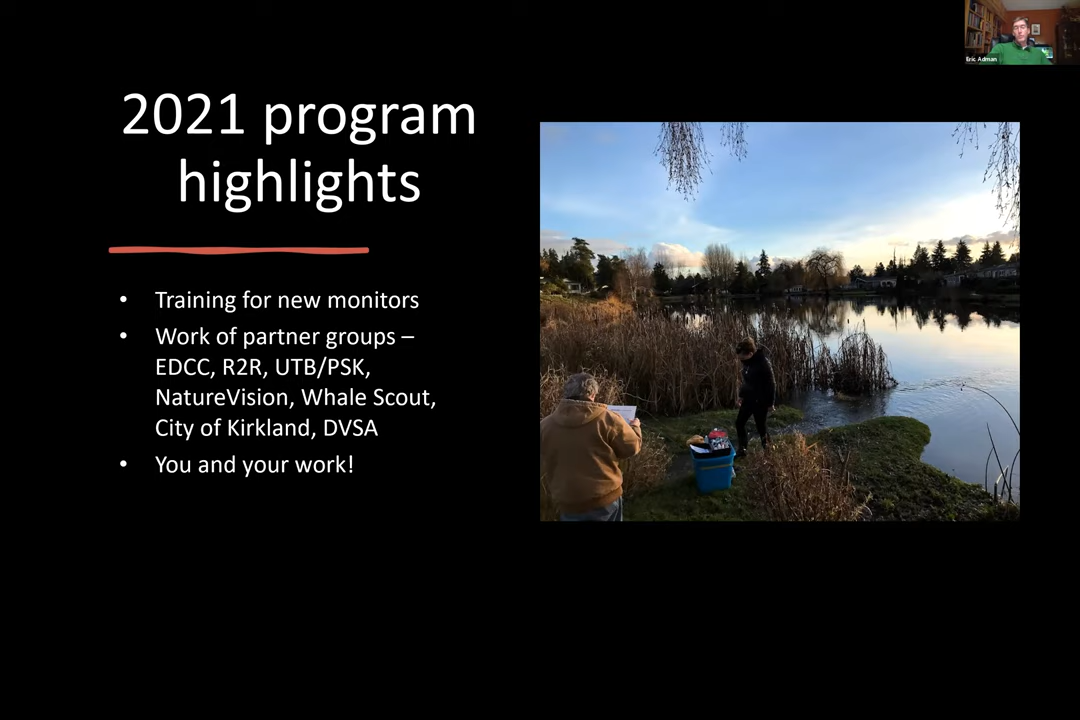 Eric Adman
2021 program
highlights
• Training for new monitors
• Work of partner groups –
EDCC, R2R, UTB/PSK,
NatureVision, Whale Scout,
City of Kirkland, DVSA
• You and your work!